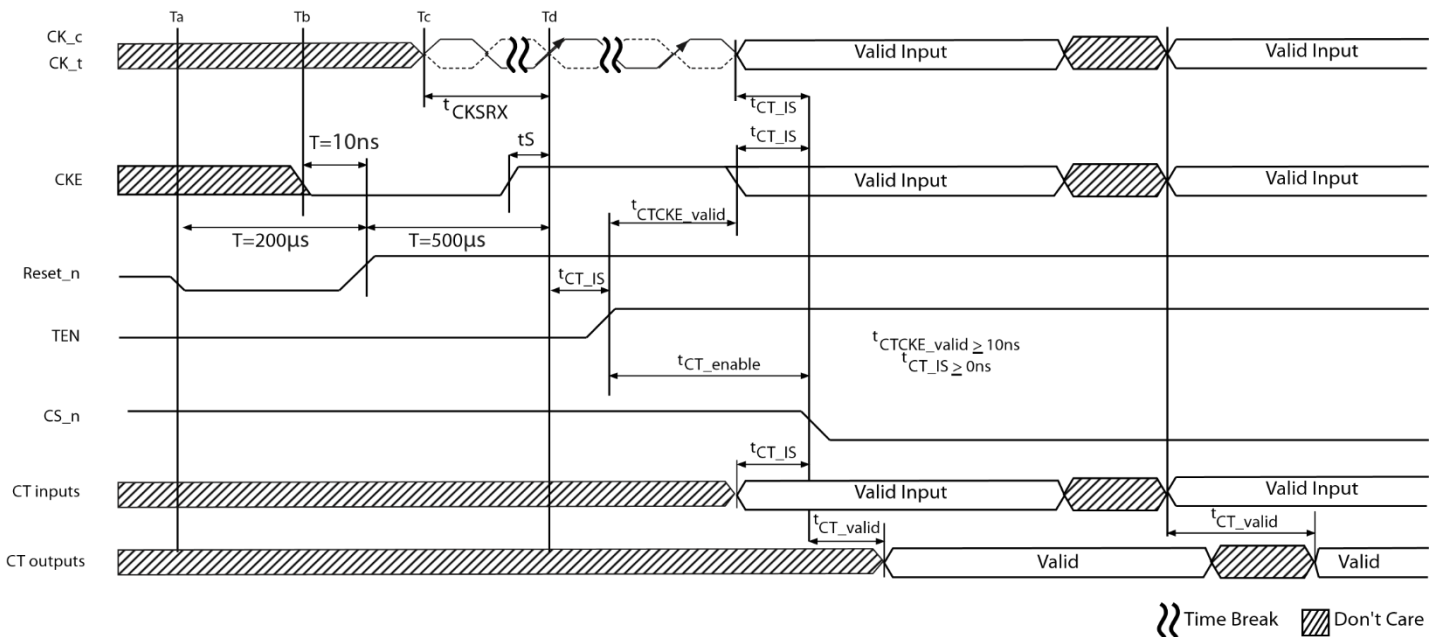 Ta Tb Tc Td
CK_c
CK_t
Valid Input Valid Input
tCKSRX
tCT_IS
T=10ns tS tCT_IS
CKE
Valid Input Valid Input
tCTCKE_valid
T=200µs T=500µs
Reset_n
tCT_IS
TEN
tCTCKE_valid ≥ 10ns
tCT_IS ≥ 0ns
tCT_enable
CS_n
tCT_IS
CT inputs
Valid Input Valid Input
tCT_valid tCT_valid
CT outputs
Valid Valid
Time Break Don't Care